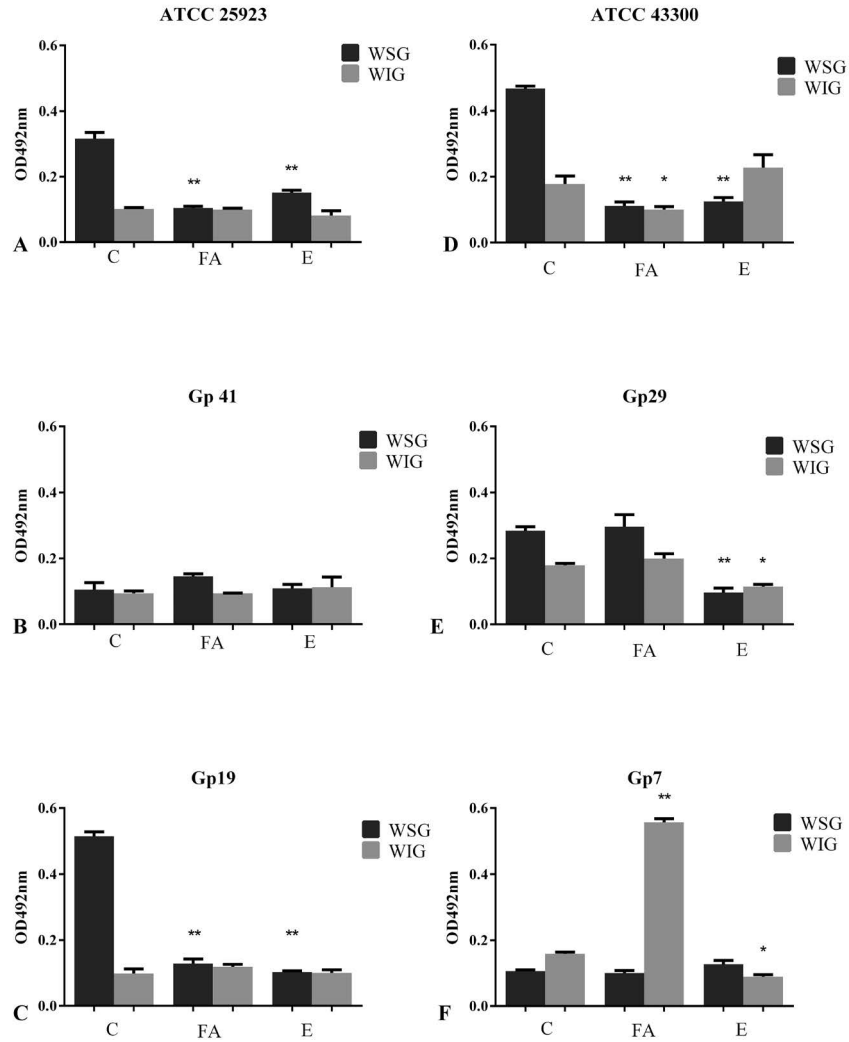 ATCC 25923
0.6
0.4
0.2
0.0
OD492nm
WSG
WIG
**
**
A
C FA E
ATCC 43300
0.6
0.4
0.2
0.0
OD492nm
WSG
WIG
** * **
D
C FA E
Gp 41
0.6
0.4
0.2
0.0
OD492nm
WSG
WIG
B
C FA E
Gp29
0.6
0.4
0.2
0.0
OD492nm
WSG
WIG
** *
E
C FA E
Gp19
0.6
0.4
0.2
0.0
OD492nm
WSG
WIG
** **
C
C FA E
Gp7
0.6
0.4
0.2
0.0
OD492nm
WSG
WIG
**
*
F
C FA E